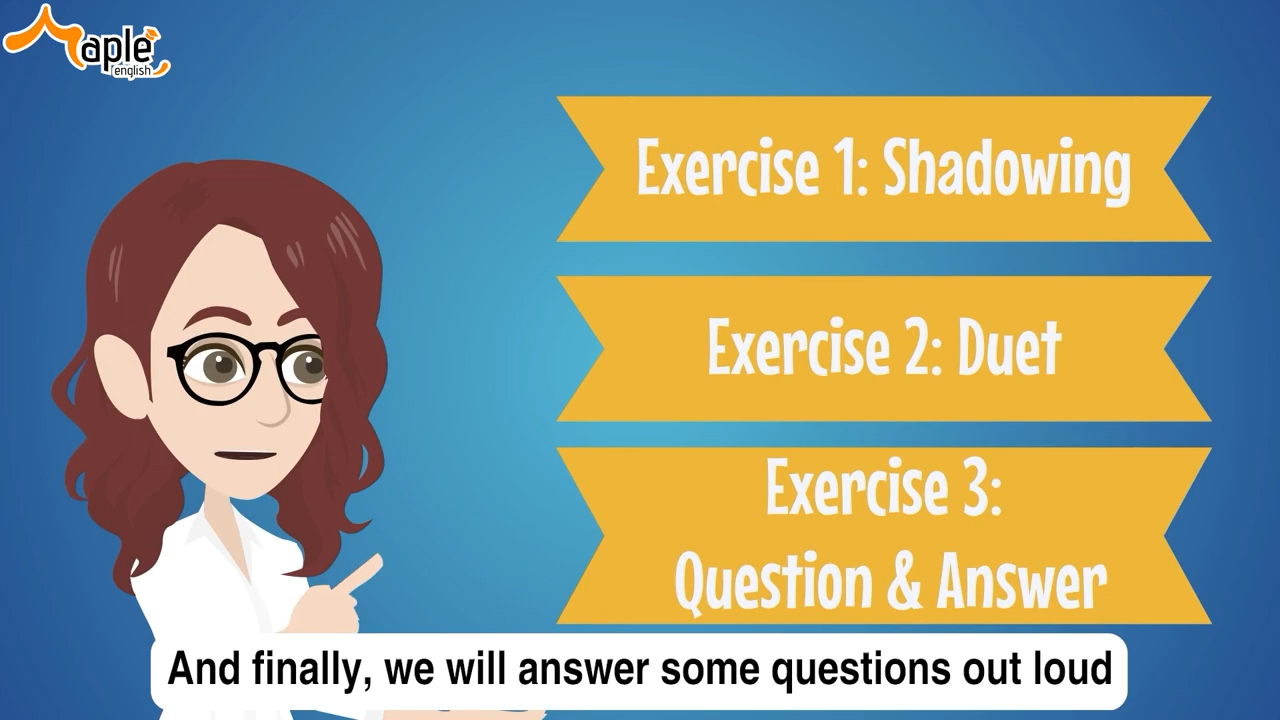 Maple
english
Exercise 1: Shadowing
Exercise 2: Duet
Exercise 3:
Question & Answer
And finally, we will answer some questions out loud